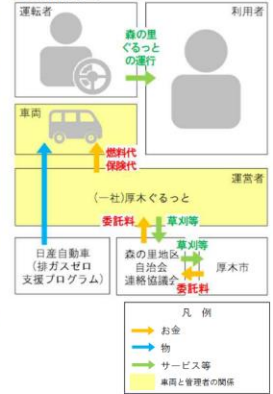 運転者
利用者
森の里
ぐるっと
の運行
車両
燃料代
保険代
運営者
(一社)厚木ぐるっと
委託料
草刈等
日産自動車
(排ガスゼロ
支援プログラム)
森の里地区
自治会
連絡協議会
草刈等
委託料
厚木市
凡 例
お金
物
サービス等
車両と管理者の関係